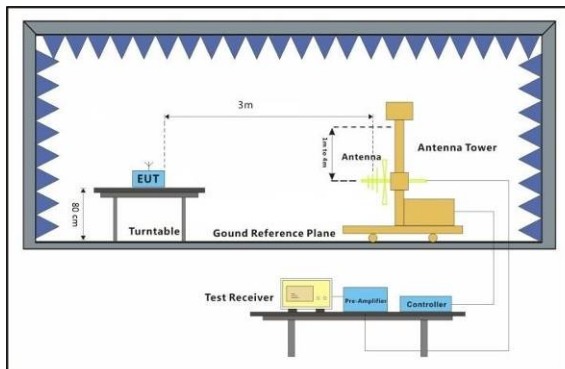 3m
1m to 4m
Antenna
Antenna Tower
EUT
80 cm
Turntable
Gound Reference Plane
Test Receiver
Pre-Amplifier
Controller